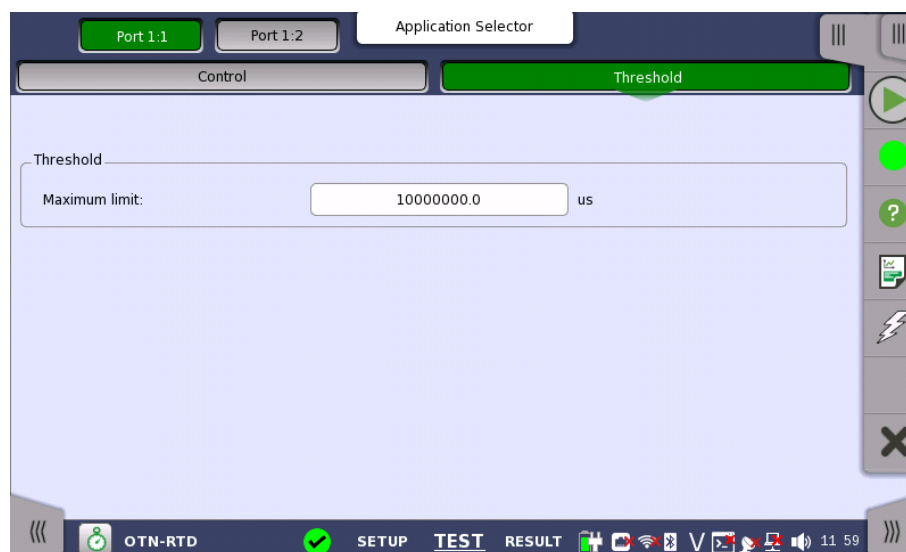 Port 1:1 Port 1:2 Application Selector
Control Threshold
Threshold
Maximum limit: 10000000.0 us
OTN-RTD SETUP TEST RESULT 11 59